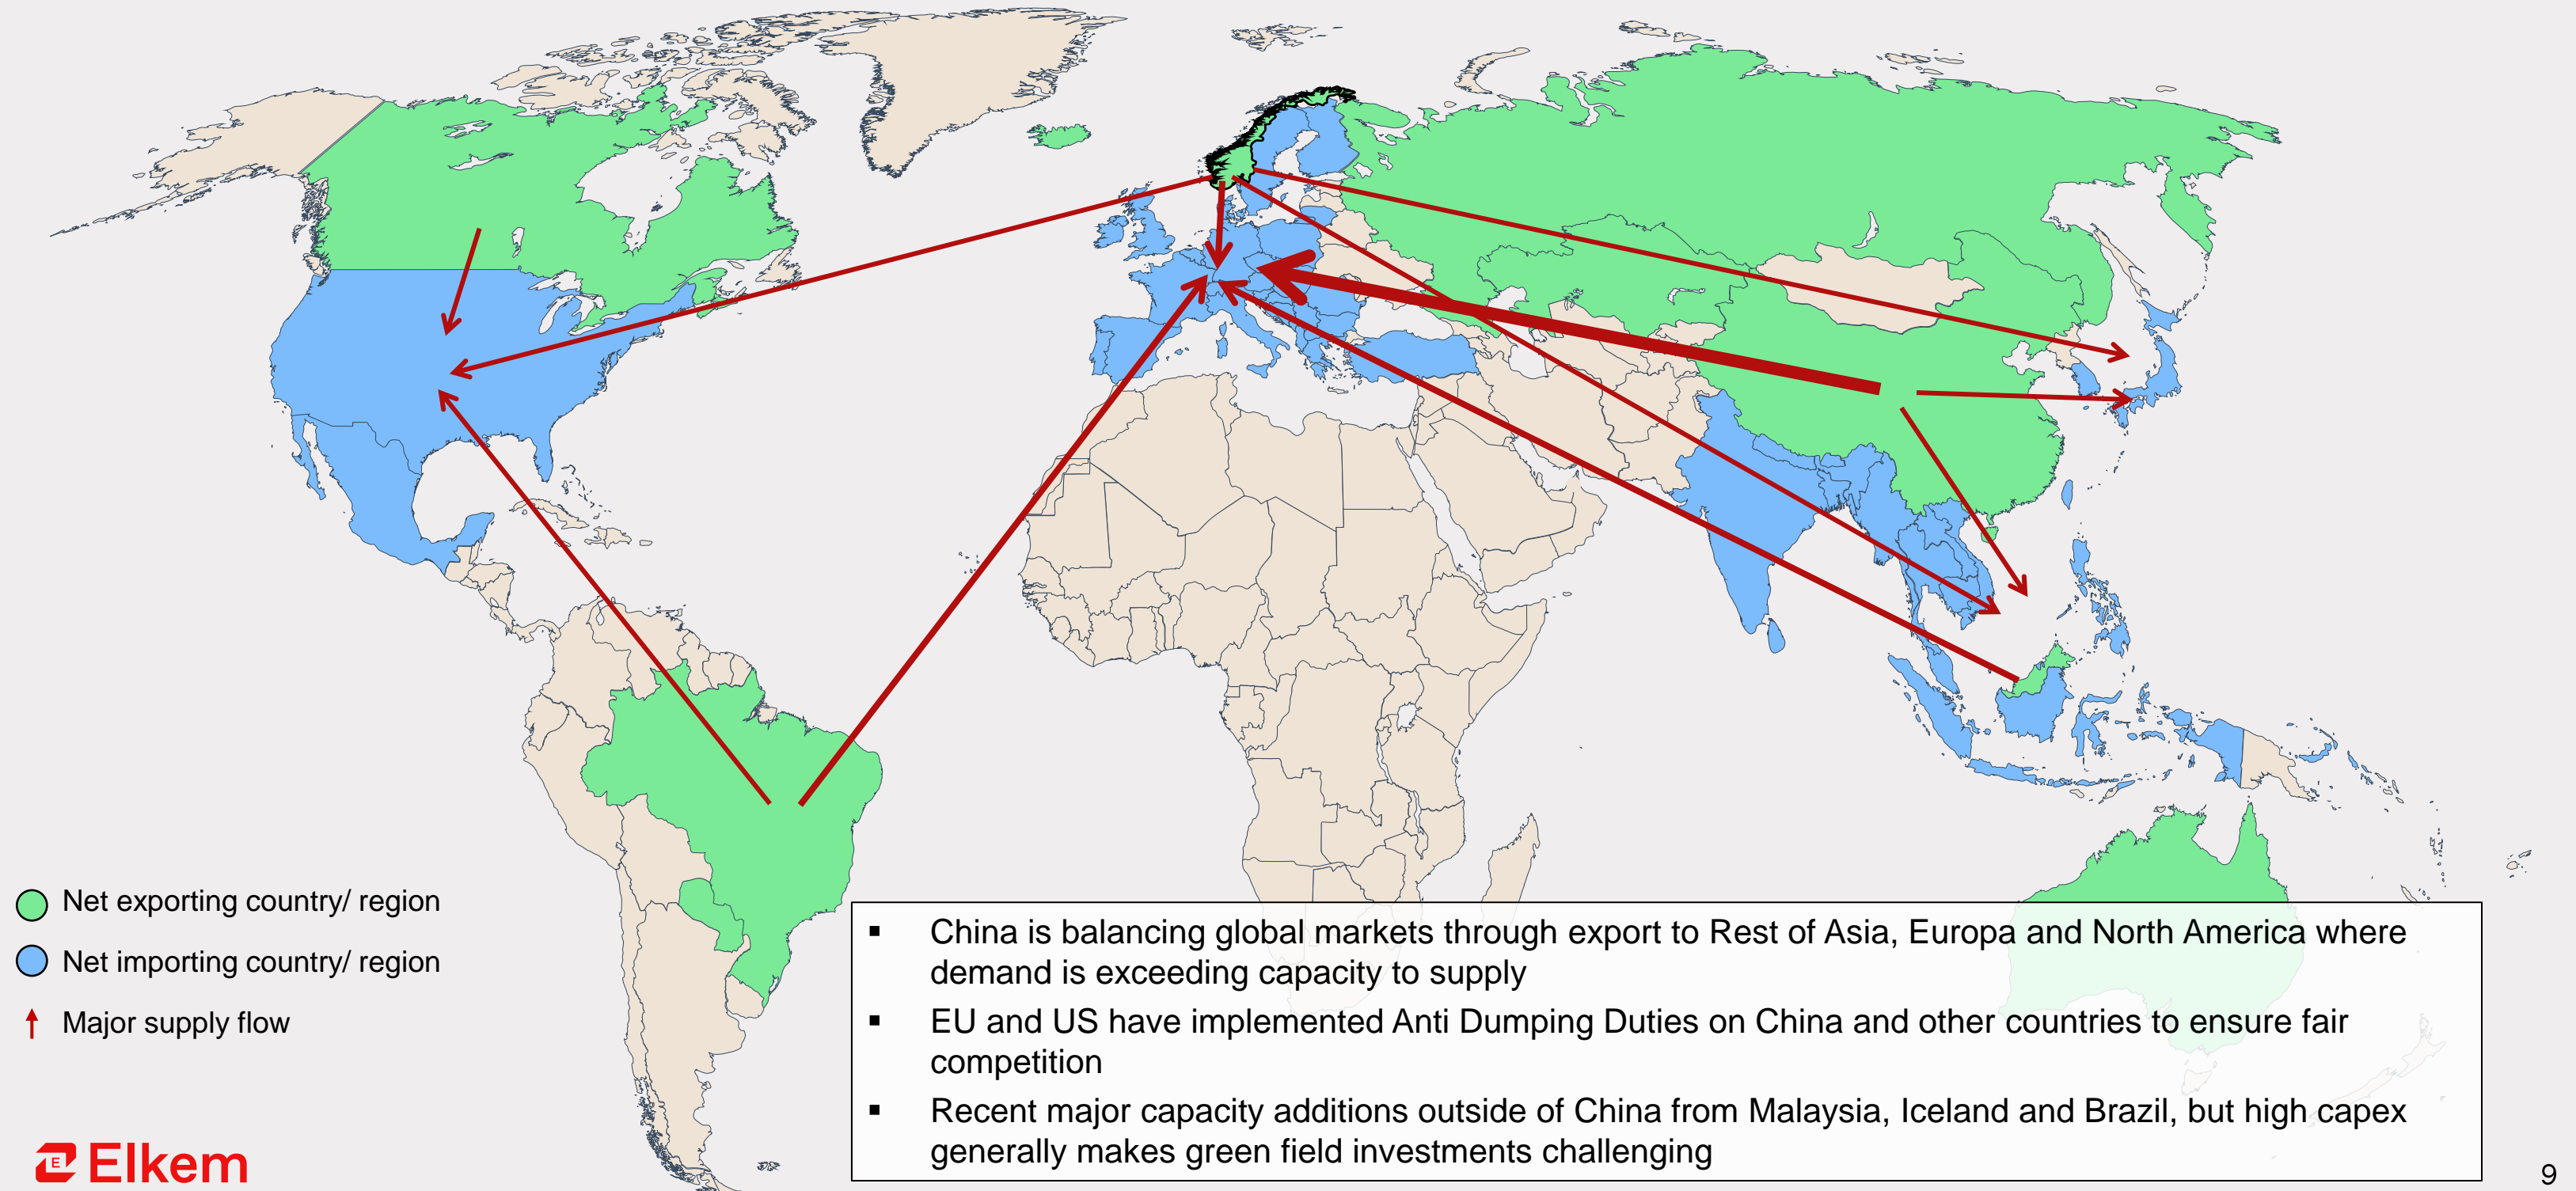 Net exporting country/ region
Net importing country/ region
Major supply flow
▪ China is balancing global markets through export to Rest of Asia, Europa and North America where
demand is exceeding capacity to supply
▪ EU and US have implemented Anti Dumping Duties on China and other countries to ensure fair
competition
▪ Recent major capacity additions outside of China from Malaysia, Iceland and Brazil, but high capex
generally makes green field investments challenging
E Elkem
9